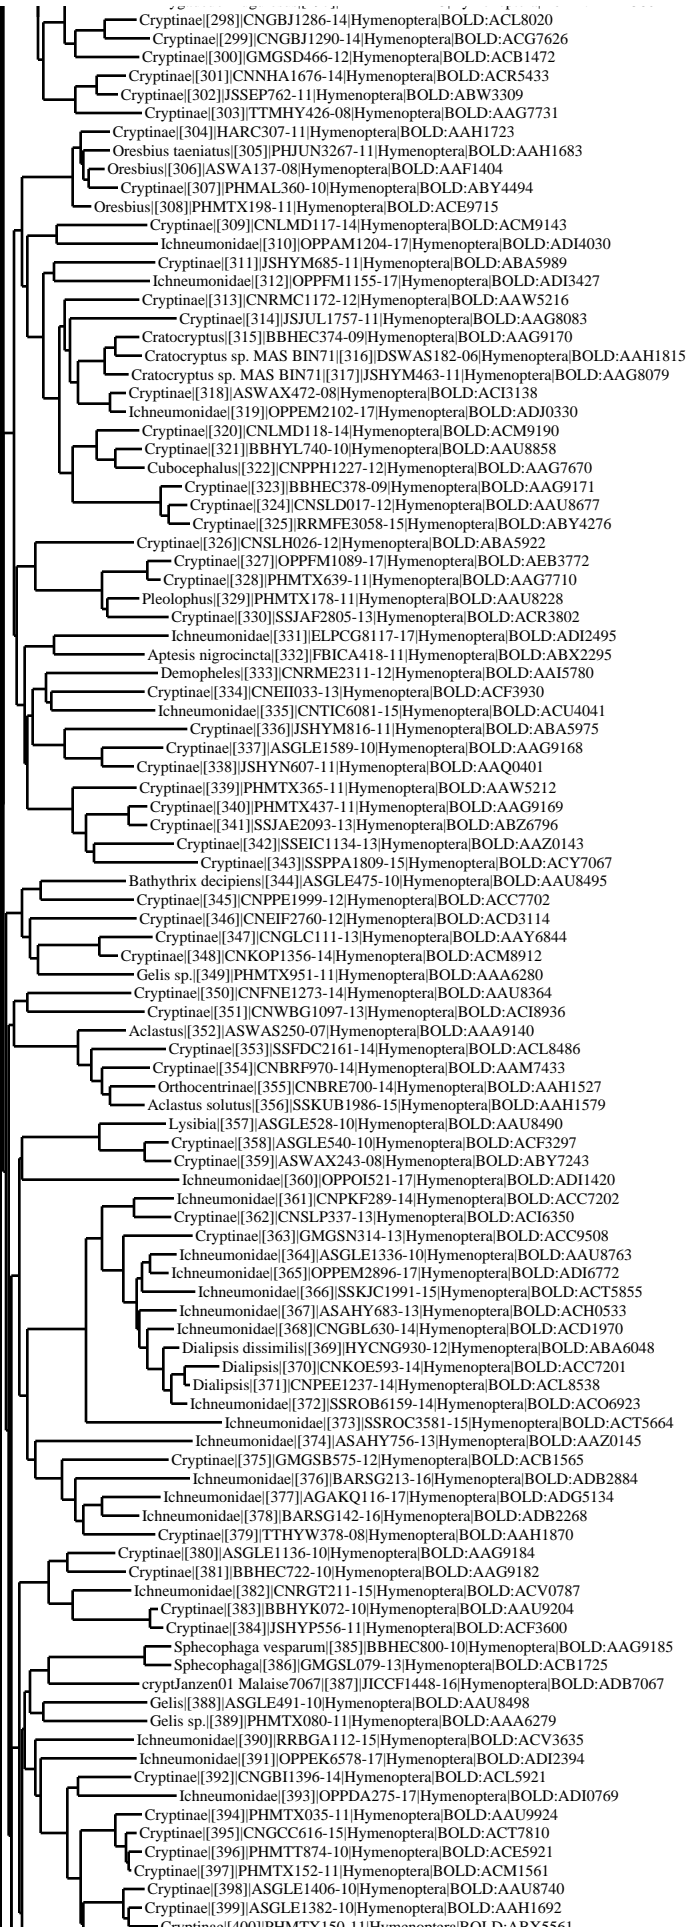 Cryptinae|[298]|CNGBJ1286-14|Hymenoptera|BOLD:ACL8020
Cryptinae|[299]|CNGBJ1290-14|Hymenoptera|BOLD:ACG7626
Cryptinae|[300]|GMGSD466-12|Hymenoptera|BOLD:ACB1472
Cryptinae|[301]|CNNHA1676-14|Hymenoptera|BOLD:ACR5433
Cryptinae|[302]|JSSEP762-11|Hymenoptera|BOLD:ABW3309
Cryptinae|[303]|TTMHY426-08|Hymenoptera|BOLD:AAG7731
Cryptinae|[304]|HARC307-11|Hymenoptera|BOLD:AAH1723
Oresbius taeniatus|[305]|PHJUN3267-11|Hymenoptera|BOLD:AAH1683
Oresbius|[306]|ASWA137-08|Hymenoptera|BOLD:AAF1404
Cryptinae|[307]|PHMAL360-10|Hymenoptera|BOLD:ABY4494
Oresbius|[308]|PHMTX198-11|Hymenoptera|BOLD:ACE9715
Cryptinae|[309]|CNLMD117-14|Hymenoptera|BOLD:ACM9143
Ichneumonidae|[310]|OPPAM1204-17|Hymenoptera|BOLD:ADI4030
Cryptinae|[311]|JSHYM685-11|Hymenoptera|BOLD:ABA5989
Ichneumonidae|[312]|OPPFM1155-17|Hymenoptera|BOLD:ADI3427
Cryptinae|[313]|CNRMC1172-12|Hymenoptera|BOLD:AAW5216
Cryptinae|[314]|JSJUL1757-11|Hymenoptera|BOLD:AAG8083
Cratocryptus|[315]|BBHEC374-09|Hymenoptera|BOLD:AAG9170
Cratocryptus sp. MAS BIN71|[316]|DSWAS182-06|Hymenoptera|BOLD:AAH1815
Cratocryptus sp. MAS BIN71|[317]|JSHYM463-11|Hymenoptera|BOLD:AAG8079
Cryptinae|[318]|ASWAX472-08|Hymenoptera|BOLD:ACI3138
Ichneumonidae|[319]|OPPEM2102-17|Hymenoptera|BOLD:ADJ0330
Cryptinae|[320]|CNLMD118-14|Hymenoptera|BOLD:ACM9190
Cryptinae|[321]|BBHYL740-10|Hymenoptera|BOLD:AAU8858
Cubocephalus|[322]|CNPPH1227-12|Hymenoptera|BOLD:AAG7670
Cryptinae|[323]|BBHEC378-09|Hymenoptera|BOLD:AAG9171
Cryptinae|[324]|CNSLD017-12|Hymenoptera|BOLD:AAU8677
Cryptinae|[325]|RRMFE3058-15|Hymenoptera|BOLD:ABY4276
Cryptinae|[326]|CNSLH026-12|Hymenoptera|BOLD:ABA5922
Cryptinae|[327]|OPPFM1089-17|Hymenoptera|BOLD:AEB3772
Cryptinae|[328]|PHMTX639-11|Hymenoptera|BOLD:AAG7710
Pleolophus|[329]|PHMTX178-11|Hymenoptera|BOLD:AAU8228
Cryptinae|[330]|SSJAF2805-13|Hymenoptera|BOLD:ACR3802
Ichneumonidae|[331]|ELPCG8117-17|Hymenoptera|BOLD:ADI2495
Aptesis nigrocincta|[332]|FBICA418-11|Hymenoptera|BOLD:ABX2295
Demopheles|[333]|CNRME2311-12|Hymenoptera|BOLD:AAI5780
Cryptinae|[334]|CNEII033-13|Hymenoptera|BOLD:ACF3930
Ichneumonidae|[335]|CNTIC6081-15|Hymenoptera|BOLD:ACU4041
Cryptinae|[336]|JSHYM816-11|Hymenoptera|BOLD:ABA5975
Cryptinae|[337]|ASGLE1589-10|Hymenoptera|BOLD:AAG9168
Cryptinae|[338]|JSHYN607-11|Hymenoptera|BOLD:AAQ0401
Cryptinae|[339]|PHMTX365-11|Hymenoptera|BOLD:AAW5212
Cryptinae|[340]|PHMTX437-11|Hymenoptera|BOLD:AAG9169
Cryptinae|[341]|SSJAE2093-13|Hymenoptera|BOLD:ABZ6796
Cryptinae|[342]|SSEIC1134-13|Hymenoptera|BOLD:AAZ0143
Cryptinae|[343]|SSPPA1809-15|Hymenoptera|BOLD:ACY7067
Bathythrix decipiens|[344]|ASGLE475-10|Hymenoptera|BOLD:AAU8495
Cryptinae|[345]|CNPPE1999-12|Hymenoptera|BOLD:ACC7702
Cryptinae|[346]|CNEIF2760-12|Hymenoptera|BOLD:ACD3114
Cryptinae|[347]|CNGLC111-13|Hymenoptera|BOLD:AAY6844
Cryptinae|[348]|CNKOP1356-14|Hymenoptera|BOLD:ACM8912
Gelis sp.|[349]|PHMTX951-11|Hymenoptera|BOLD:AAA6280
Cryptinae|[350]|CNFNE1273-14|Hymenoptera|BOLD:AAU8364
Cryptinae|[351]|CNWBG1097-13|Hymenoptera|BOLD:ACI8936
Aclastus|[352]|ASWAS250-07|Hymenoptera|BOLD:AAA9140
Cryptinae|[353]|SSFDC2161-14|Hymenoptera|BOLD:ACL8486
Cryptinae|[354]|CNBRF970-14|Hymenoptera|BOLD:AAM7433
Orthocentrinae|[355]|CNBRE700-14|Hymenoptera|BOLD:AAH1527
Aclastus solutus|[356]|SSKUB1986-15|Hymenoptera|BOLD:AAH1579
Lysibia|[357]|ASGLE528-10|Hymenoptera|BOLD:AAU8490
Cryptinae|[358]|ASGLE540-10|Hymenoptera|BOLD:ACF3297
Cryptinae|[359]|ASWAX243-08|Hymenoptera|BOLD:ABY7243
Ichneumonidae|[360]|OPPOI521-17|Hymenoptera|BOLD:ADI1420
Ichneumonidae|[361]|CNPKF289-14|Hymenoptera|BOLD:ACC7202
Cryptinae|[362]|CNSLP337-13|Hymenoptera|BOLD:ACI6350
Cryptinae|[363]|GMGSN314-13|Hymenoptera|BOLD:ACC9508
Ichneumonidae|[364]|ASGLE1336-10|Hymenoptera|BOLD:AAU8763
Ichneumonidae|[365]|OPPEM2896-17|Hymenoptera|BOLD:ADI6772
Ichneumonidae|[366]|SSKJC1991-15|Hymenoptera|BOLD:ACT5855
Ichneumonidae|[367]|ASAHY683-13|Hymenoptera|BOLD:ACH0533
Ichneumonidae|[368]|CNGBL630-14|Hymenoptera|BOLD:ACD1970
Dialipsis dissimilis|[369]|HYCNG930-12|Hymenoptera|BOLD:ABA6048
Dialipsis|[370]|CNKOE593-14|Hymenoptera|BOLD:ACC7201
Dialipsis|[371]|CNPEE1237-14|Hymenoptera|BOLD:ACL8538
Ichneumonidae|[372]|SSROB6159-14|Hymenoptera|BOLD:ACO6923
Ichneumonidae|[373]|SSROC3581-15|Hymenoptera|BOLD:ACT5664
Ichneumonidae|[374]|ASAHY756-13|Hymenoptera|BOLD:AAZ0145
Cryptinae|[375]|GMGSB575-12|Hymenoptera|BOLD:ACB1565
Ichneumonidae|[376]|BARSG213-16|Hymenoptera|BOLD:ADB2884
Ichneumonidae|[377]|AGAKQ116-17|Hymenoptera|BOLD:ADG5134
Ichneumonidae|[378]|BARSG142-16|Hymenoptera|BOLD:ADB2268
Cryptinae|[379]|TTHYW378-08|Hymenoptera|BOLD:AAH1870
Cryptinae|[380]|ASGLE1136-10|Hymenoptera|BOLD:AAG9184
Cryptinae|[381]|BBHEC722-10|Hymenoptera|BOLD:AAG9182
Ichneumonidae|[382]|CNRGT211-15|Hymenoptera|BOLD:ACV0787
Cryptinae|[383]|BBHYK072-10|Hymenoptera|BOLD:AAU9204
Cryptinae|[384]|JSHYP556-11|Hymenoptera|BOLD:ACF3600
Sphecophaga vesparum|[385]|BBHEC800-10|Hymenoptera|BOLD:AAG9185
Sphecophaga|[386]|GMGSL079-13|Hymenoptera|BOLD:ACB1725
cryptJanzen01 Malaise7067|[387]|JICCF1448-16|Hymenoptera|BOLD:ADB7067
Gelis|[388]|ASGLE491-10|Hymenoptera|BOLD:AAU8498
Gelis sp.|[389]|PHMTX080-11|Hymenoptera|BOLD:AAA6279
Ichneumonidae|[390]|RRBGA112-15|Hymenoptera|BOLD:ACV3635
Ichneumonidae|[391]|OPPEK6578-17|Hymenoptera|BOLD:ADI2394
Cryptinae|[392]|CNGBI1396-14|Hymenoptera|BOLD:ACL5921
Ichneumonidae|[393]|OPPDA275-17|Hymenoptera|BOLD:ADI0769
Cryptinae|[394]|PHMTX035-11|Hymenoptera|BOLD:AAU9924
Cryptinae|[395]|CNGCC616-15|Hymenoptera|BOLD:ACT7810
Cryptinae|[396]|PHMTT874-10|Hymenoptera|BOLD:ACE5921
Cryptinae|[397]|PHMTX152-11|Hymenoptera|BOLD:ACM1561
Cryptinae|[398]|ASGLE1406-10|Hymenoptera|BOLD:AAU8740
Cryptinae|[399]|ASGLE1382-10|Hymenoptera|BOLD:AAH1692
Cryptinae|[400]|PHMTX150-11|Hymenoptera|BOLD:ABX5561